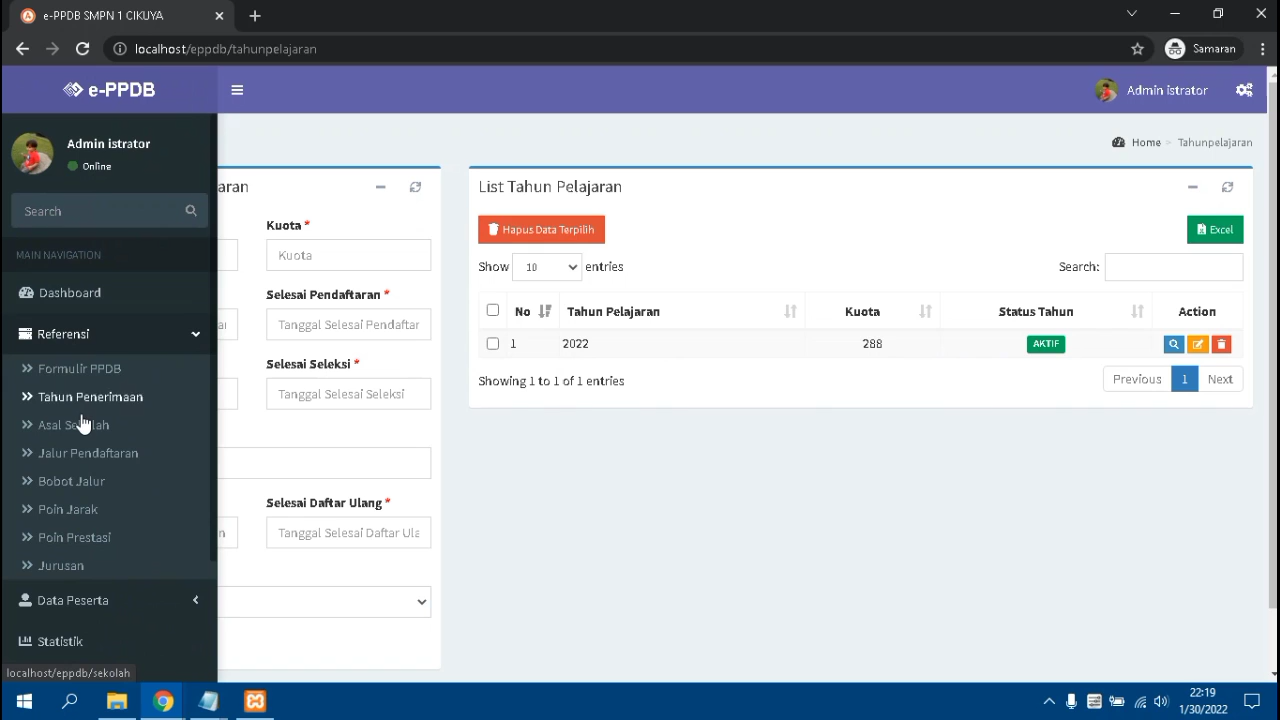 e-PPDB SMPN 1 CIKUYA
localhost/eppdb/tahunpelajaran
Samaran
e-PPDB
Admin istrator
Admin istrator
Online
Search
MAIN NAVIGATION
Dashboard
Referensi
Formulir PPDB
Tahun Penerimaan
Asal Sekolah
Jalur Pendaftaran
Bobot Jalur
Poin Jarak
Poin Prestasi
Jurusan
Data Peserta
Statistik
localhost/eppdb/sekolah
Home > Tahunpelajaran
aran
Kuota *
Kuota
Selesai Pendaftaran *
Tanggal Selesai Pendaftar
Selesai Seleksi *
Tanggal Selesai Seleksi
Selesai Daftar Ulang *
Tanggal Selesai Daftar Ula
List Tahun Pelajaran
Hapus Data Terpilih
Excel
Show 10 entries
Search:
No Tahun Pelajaran Kuota Status Tahun Action
1 2022 288 AKTIF
Showing 1 to 1 of 1 entries
Previous 1 Next
22:19
1/30/2022